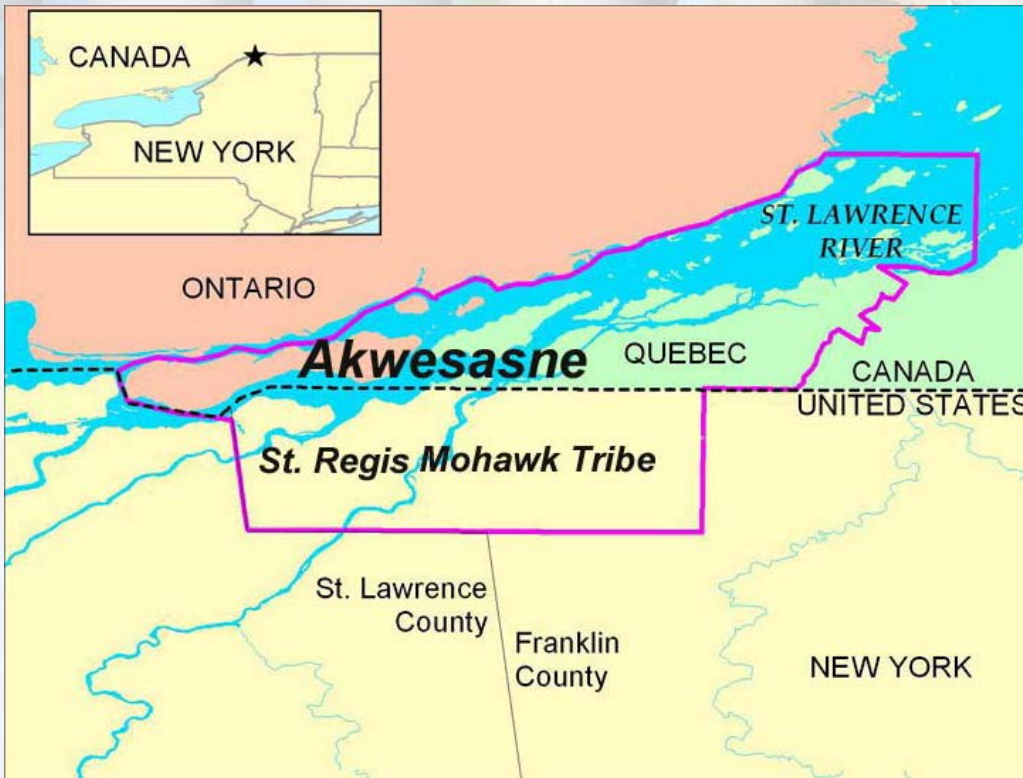 CANADA
NEW YORK
ST. LAWRENCE
RIVER
ONTARIO
Akwesasne
QUEBEC
CANADA
UNITED STATES
St. Regis Mohawk Tribe
St. Lawrence
County
Franklin
County
NEW YORK